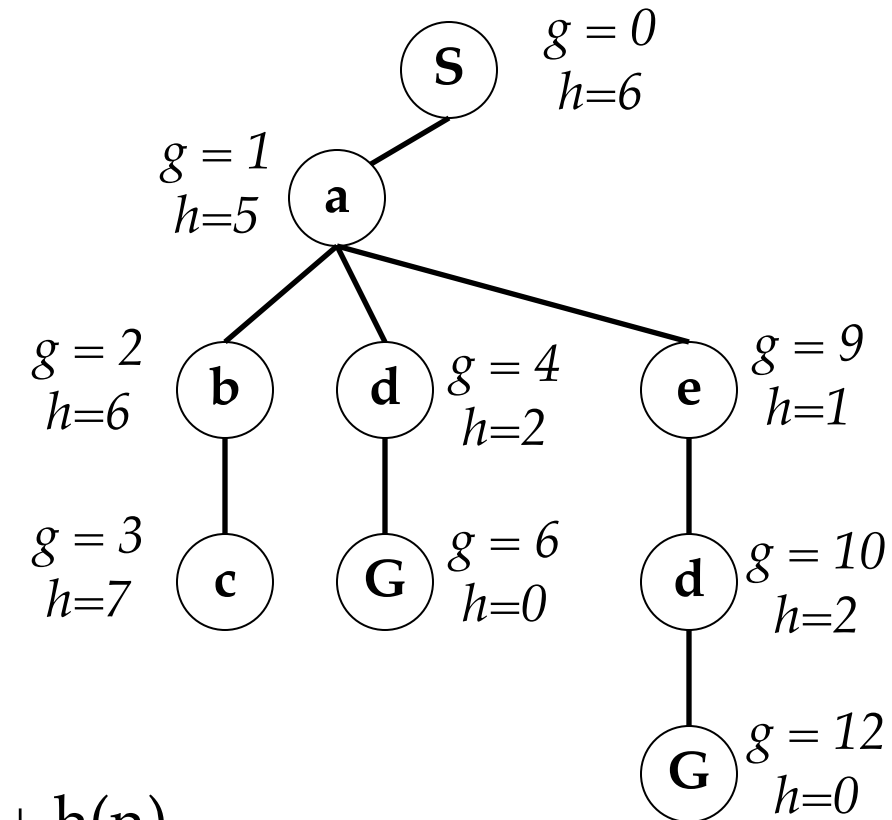 S
g = 0
h=6
g = 1
h=5
a
g = 2
h=6
b
d
g = 4
h=2
e
g = 9
h=1
g = 3
h=7
c
G
g = 6
h=0
d
g = 10
h=2
G
g = 12
h=0
+ h(n)